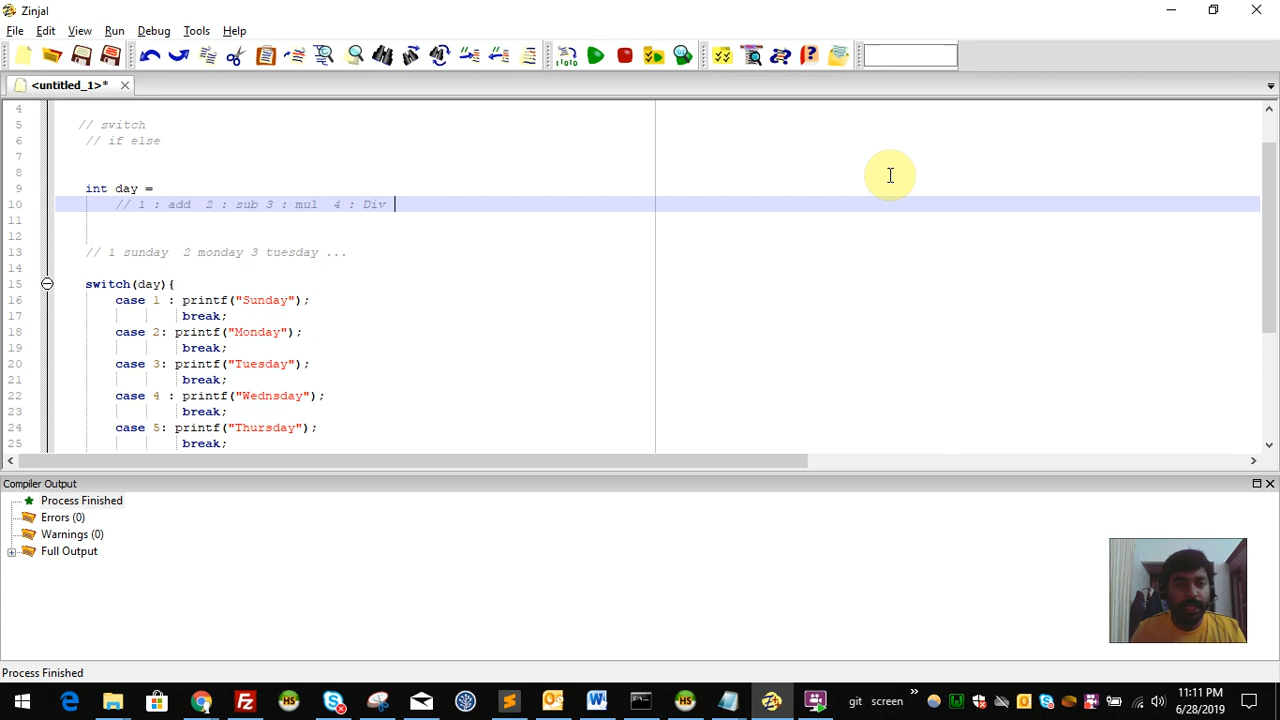 Zinjal
File Edit View Run Debug Tools Help
<untitled_1>*
4
5 // switch
6 // if else
7
8
9 int day =
10 // 1 : add 2 : sub 3 : mul 4 : Div
11
12
13 // 1 sunday 2 monday 3 tuesday ...
14
15 switch(day){
16 case 1 : printf("Sunday");
17 break;
18 case 2: printf("Monday");
19 break;
20 case 3: printf("Tuesday");
21 break;
22 case 4 : printf("Wednsday");
23 break;
24 case 5: printf("Thursday");
25 break;
Compiler Output
Process Finished
Errors (0)
Warnings (0)
Full Output
Process Finished
git screen
11:11 PM
6/28/2019